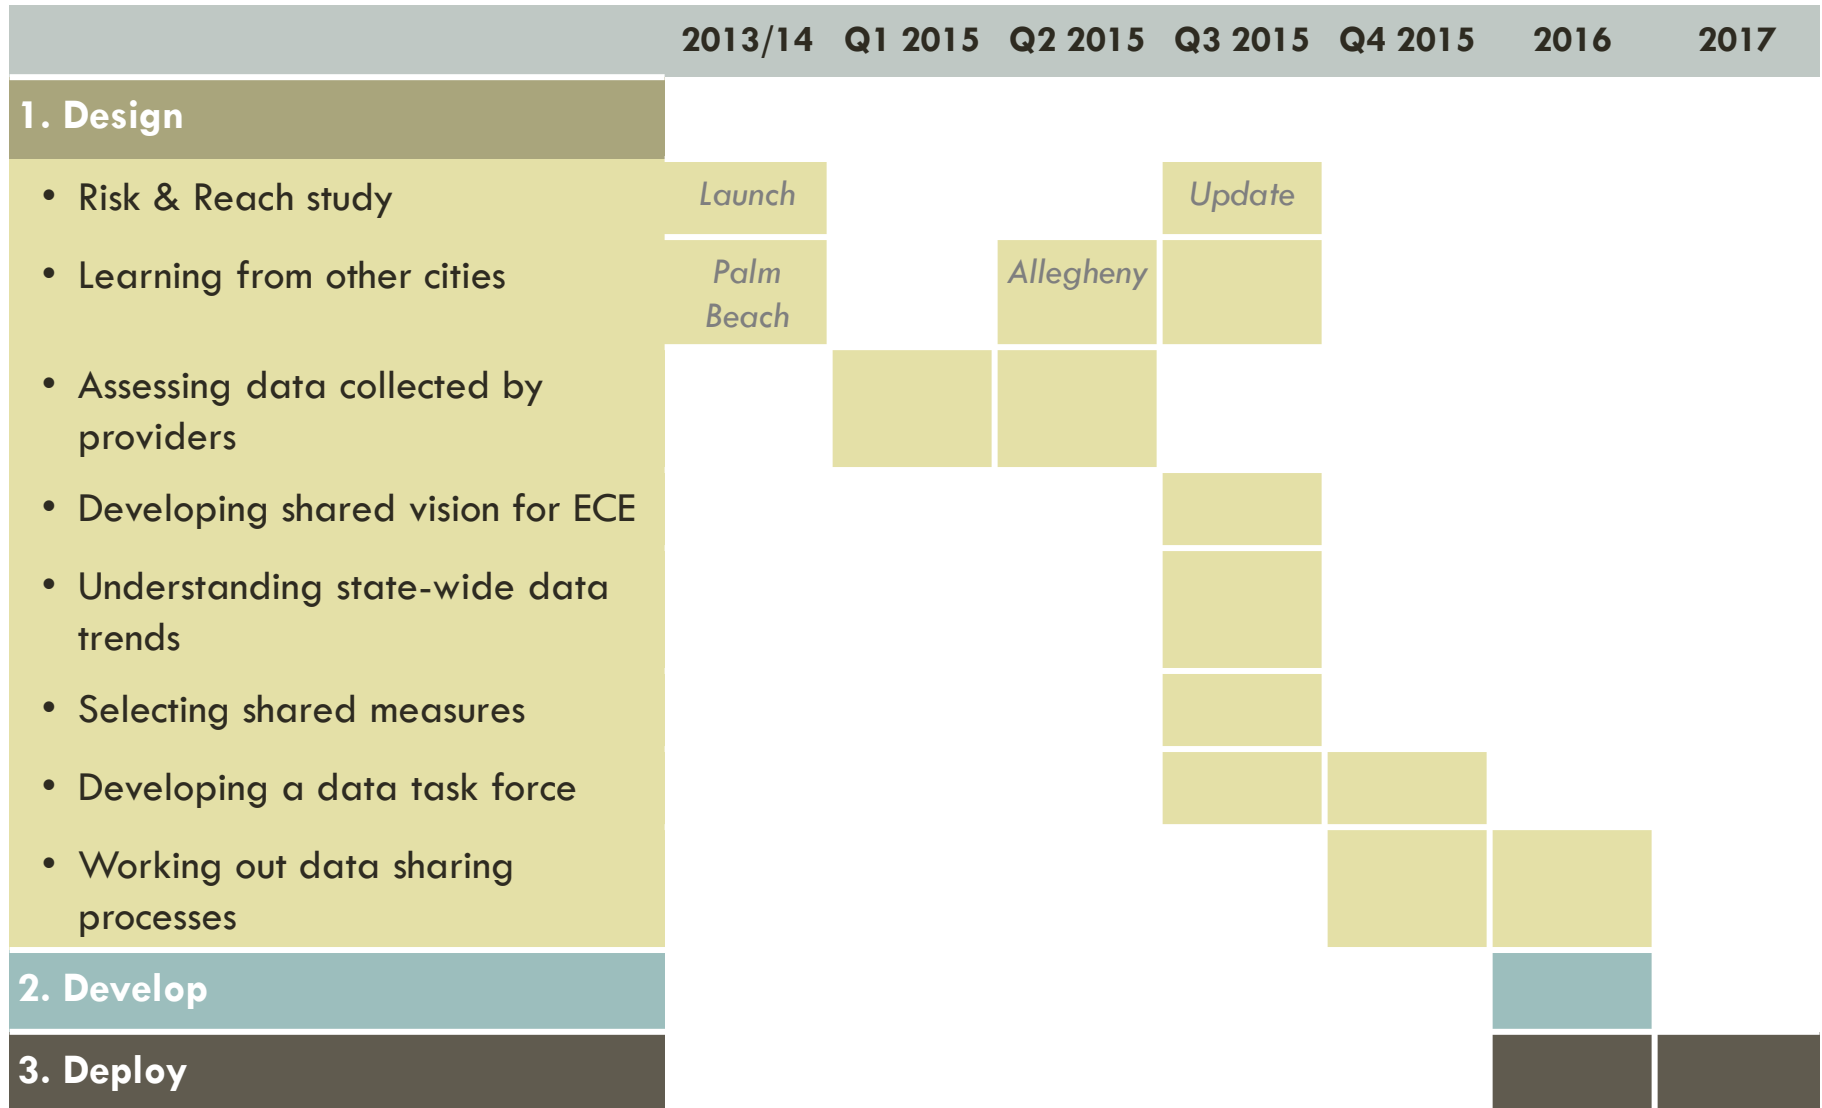 2013/14 Q1 2015 Q2 2015 Q3 2015 Q4 2015 2016 2017
1. Design
• Risk & Reach study Launch Update
• Learning from other cities Palm Beach Allegheny
• Assessing data collected by
providers
• Developing shared vision for ECE
• Understanding state-wide data
trends
• Selecting shared measures
• Developing a data task force
• Working out data sharing
processes
2. Develop
3. Deploy